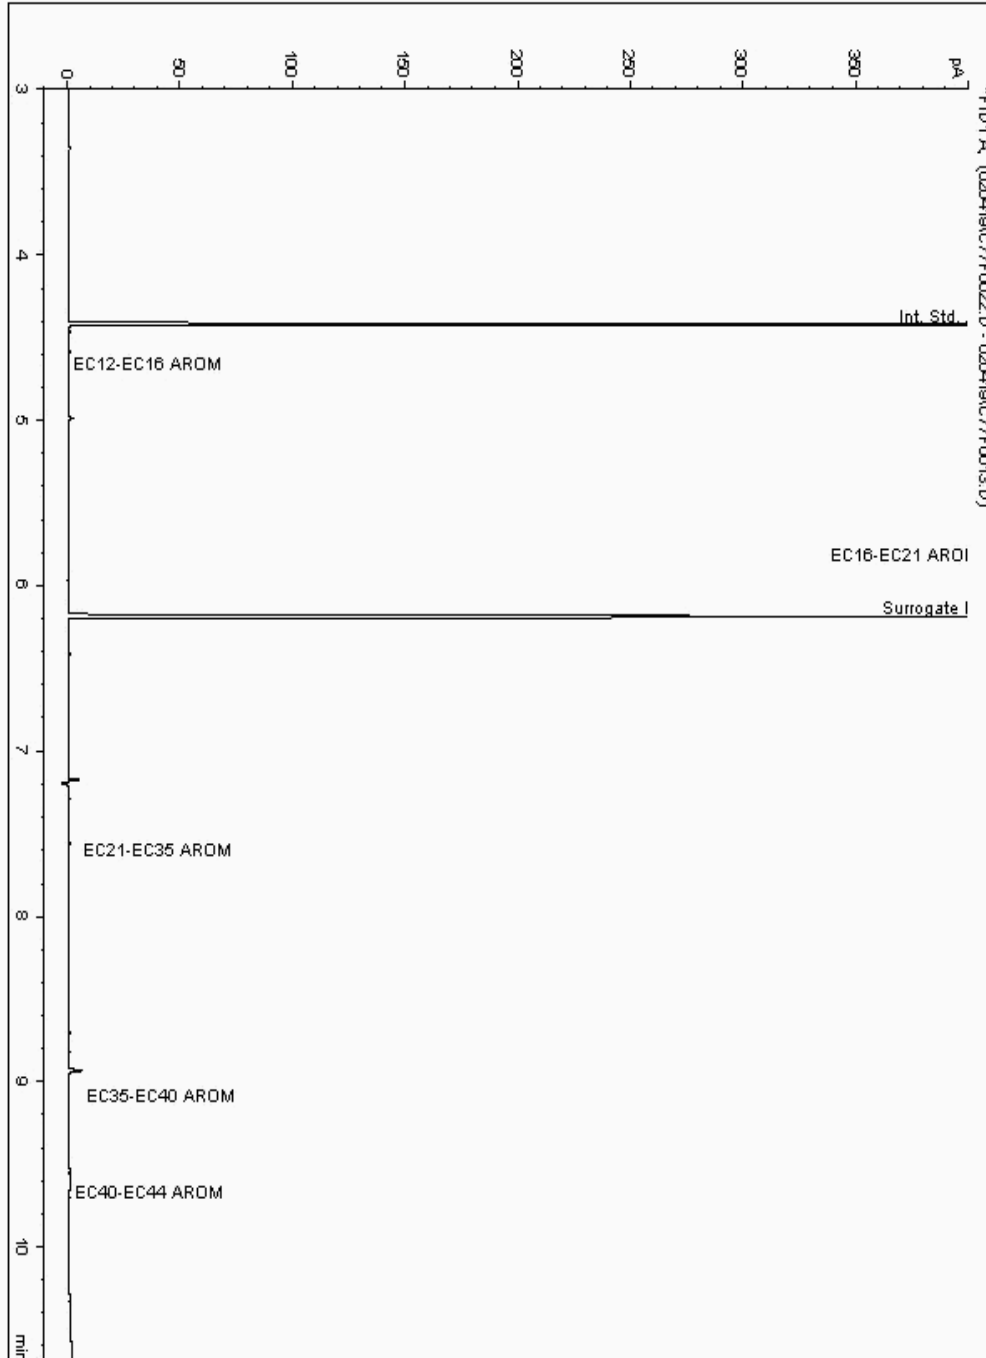 pA
350
300
250
200
150
100
50
0
3
4
Int. Std.
EC12-EC16 AROM
5
EC16-EC21 AROI
6
Surrogate I
7
EC21-EC35 AROM
8
9
EC35-EC40 AROM
EC40-EC44 AROM
10
min